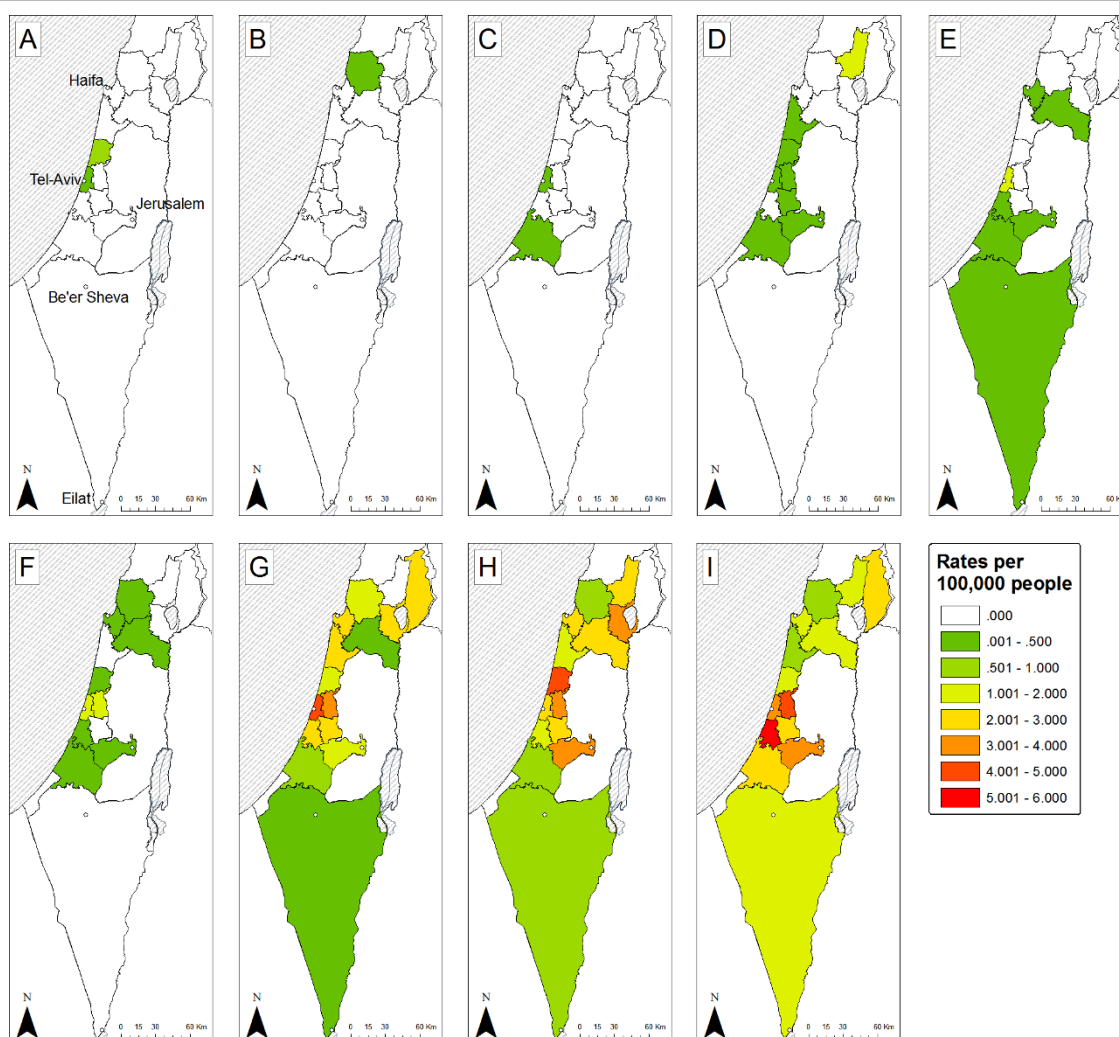 A
B
C
D
E
Haifa
Tel-Aviv
Jerusalem
Be'er Sheva
Eilat
N
0 15 30 60 Km
N
0 15 30 60 Km
N
0 15 30 60 Km
N
0 15 30 60 Km
N
0 15 30 60 Km
F
G
H
I
Rates per
100,000 people
.000
.001 - .500
.501 - 1.000
1.001 - 2.000
2.001 - 3.000
3.001 - 4.000
4.001 - 5.000
5.001 - 6.000
N
0 15 30 60 Km
N
0 15 30 60 Km
N
0 15 30 60 Km
N
0 15 30 60 Km